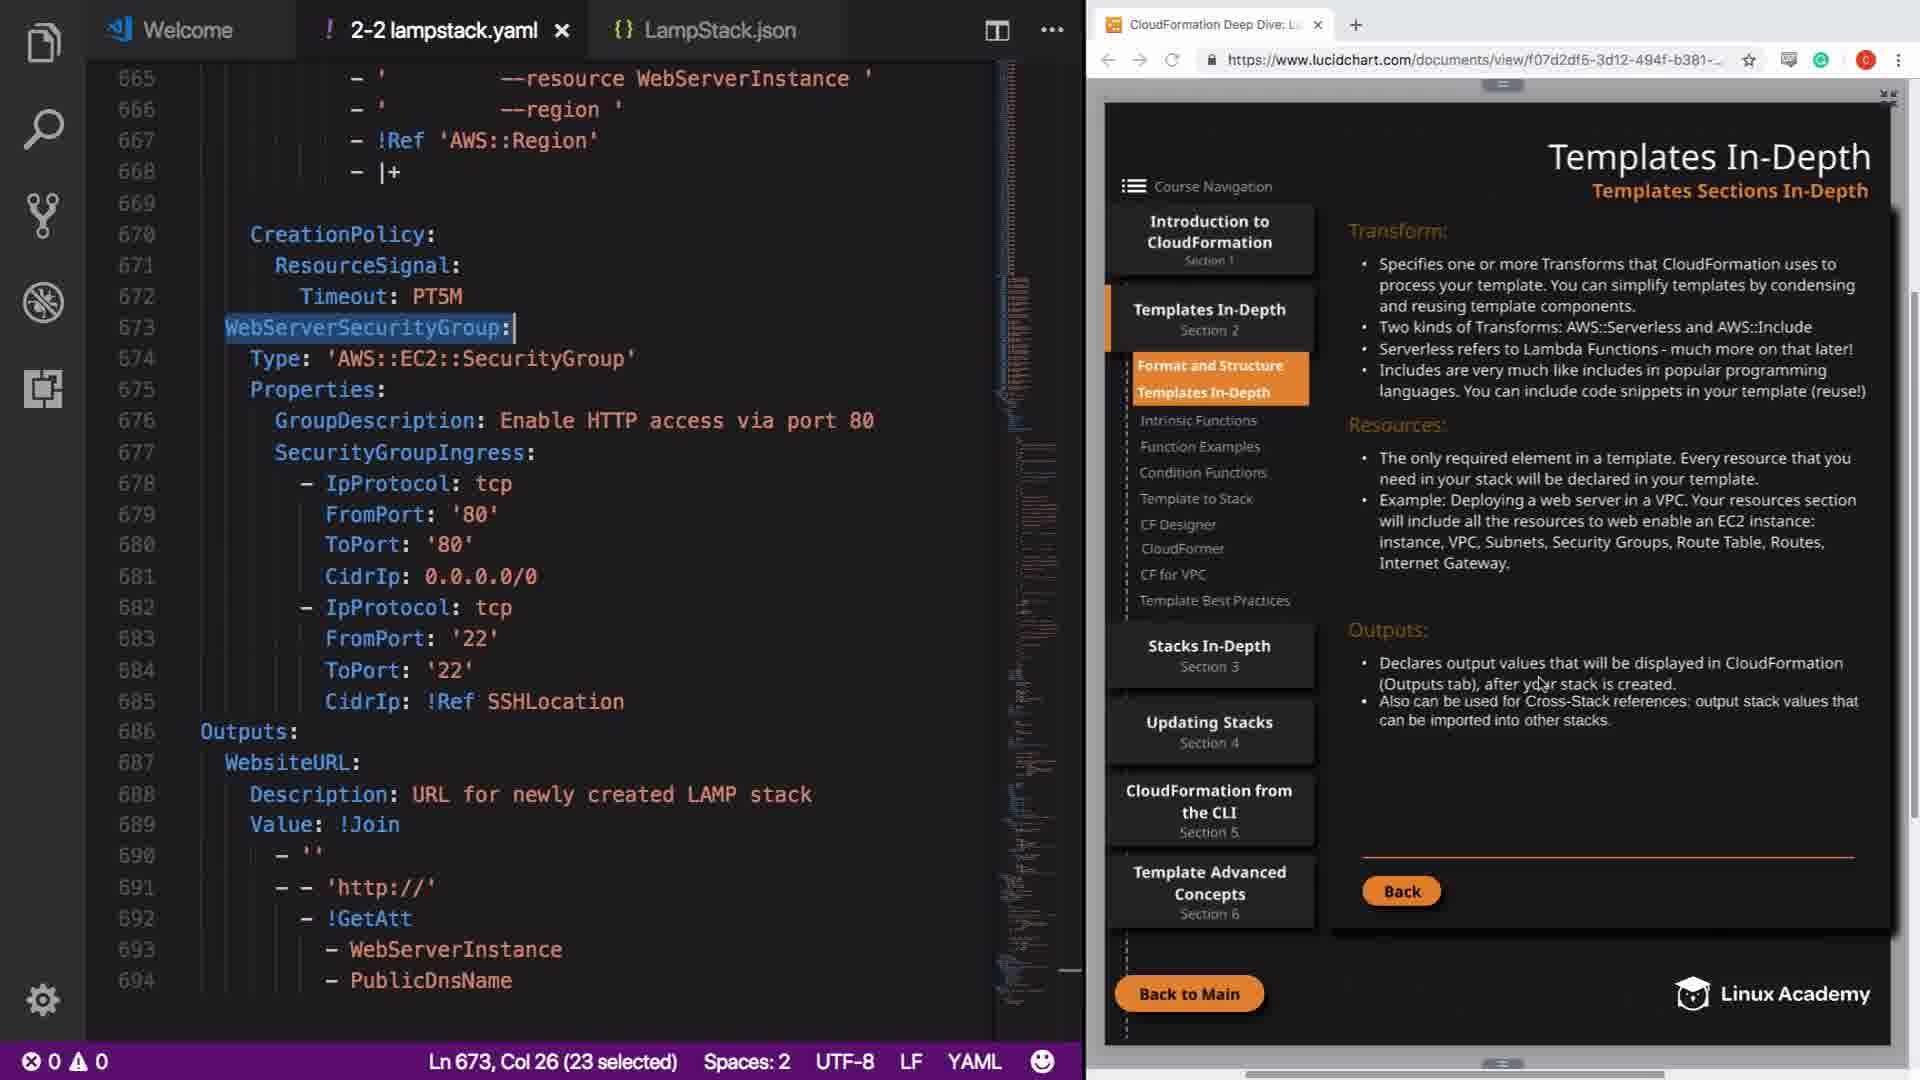 Welcome
! 2-2 lampstack.yaml ×
{} LampStack.json
665 - '       --resource WebServerInstance '
666 - '       --region '
667 - !Ref 'AWS::Region'
668 - |+
669
670 CreationPolicy:
671 ResourceSignal:
672 Timeout: PT5M
673 WebServerSecurityGroup:
674 Type: 'AWS::EC2::SecurityGroup'
675 Properties:
676 GroupDescription: Enable HTTP access via port 80
677 SecurityGroupIngress:
678 - IpProtocol: tcp
679 FromPort: '80'
680 ToPort: '80'
681 CidrIp: 0.0.0.0/0
682 - IpProtocol: tcp
683 FromPort: '22'
684 ToPort: '22'
685 CidrIp: !Ref SSHLocation
686 Outputs:
687 WebsiteURL:
688 Description: URL for newly created LAMP stack
689 Value: !Join
690 - ''
691 - - 'http://'
692 - !GetAtt
693 - WebServerInstance
694 - PublicDnsName
0 0
Ln 673, Col 26 (23 selected)
Spaces: 2
UTF-8
LF
YAML
CloudFormation Deep Dive: L
https://www.lucidchart.com/documents/view/f07d2df5-3d12-494f-b381-...
C
Templates In-Depth
Templates Sections In-Depth
Course Navigation
Introduction to
CloudFormation
Section 1
Templates In-Depth
Section 2
Format and Structure
Templates In-Depth
Intrinsic Functions
Function Examples
Condition Functions
Template to Stack
CF Designer
CloudFormer
CF for VPC
Template Best Practices
Stacks In-Depth
Section 3
Updating Stacks
Section 4
CloudFormation from
the CLI
Section 5
Template Advanced
Concepts
Section 6
Back to Main
Transform:
• Specifies one or more Transforms that CloudFormation uses to
process your template. You can simplify templates by condensing
and reusing template components.
• Two kinds of Transforms: AWS::Serverless and AWS::Include
• Serverless refers to Lambda Functions - much more on that later!
• Includes are very much like includes in popular programming
languages. You can include code snippets in your template (reuse!)
Resources:
• The only required element in a template. Every resource that you
need in your stack will be declared in your template.
• Example: Deploying a web server in a VPC. Your resources section
will include all the resources to web enable an EC2 instance:
instance, VPC, Subnets, Security Groups, Route Table, Routes,
Internet Gateway.
Outputs:
• Declares output values that will be displayed in CloudFormation
(Outputs tab), after your stack is created.
• Also can be used for Cross-Stack references: output stack values that
can be imported into other stacks.
Back
Linux Academy